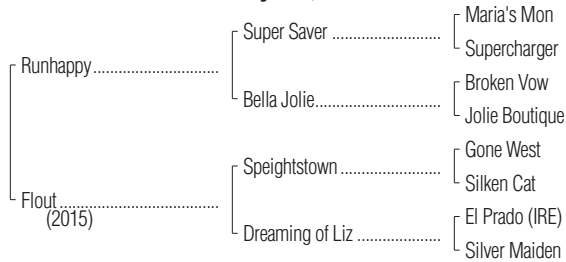 Maria's Mon
Super Saver ........................
Supercharger
Runhappy............................
Broken Vow
Bella Jolie...........................
Jolie Boutique
Gone West
Speightstown ......................
Silken Cat
Flout ..................................
(2015)
El Prado (IRE)
Dreaming of Liz ..................
Silver Maiden